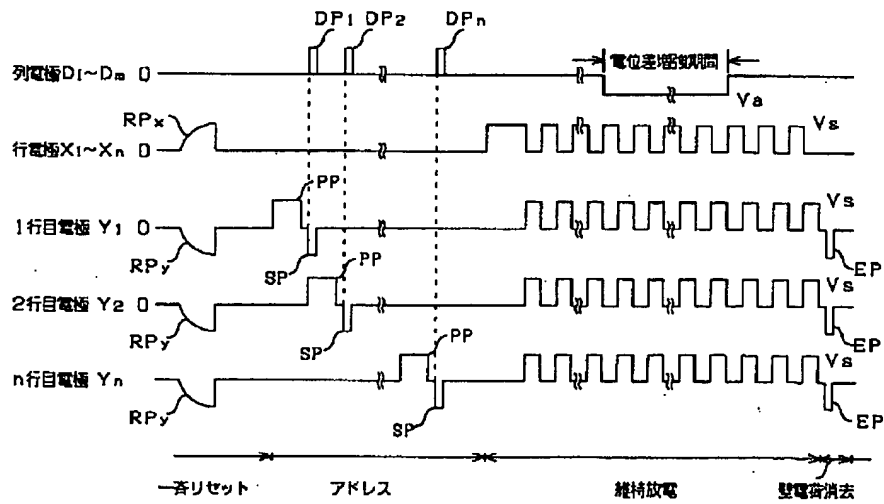 DP1 DP2 DPn
列電極D1~Dm 0
電位差増強期間
Va
RPx
行電極X1~Xn 0
Vs
PP
1行目電極 Y1 0
Vs
RPy
SP
PP
EP
2行目電極 Y2 0
Vs
RPy
SP
PP
EP
n行目電極 Yn
Vs
RPy
SP
EP
一斉リセット アドレス 維持放電 壁電荷消去